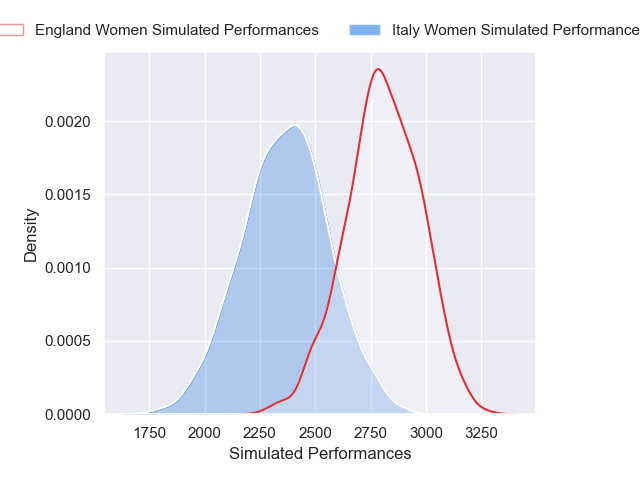 England Women Simulated Performances
Italy Women Simulated Performance
0.0020
0.0015
0.0010
0.0005
0.0000
Density
1750 2000 2250 2500 2750 3000 3250
Simulated Performances